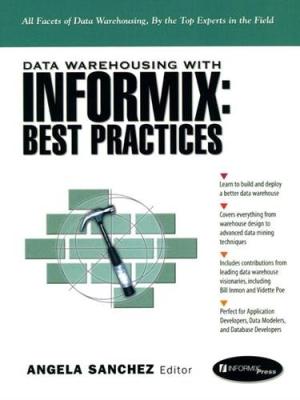 All Facets of Data Warehousing, By the Top Experts in the Field
DATA WAREHOUSING WITH
INFORMIX:
BEST PRACTICES
Learn to build and deploy
a better data warehouse
Covers everything from
warehouse design to
advanced data mining
techniques
Includes contributions from
leading data warehouse
visionaries, including
Bill Inmon and Vidette Poe
Perfect for Application
Developers, Data Modelers,
and Database Developers
ANGELA SANCHEZ Editor
INFORMIX
Press